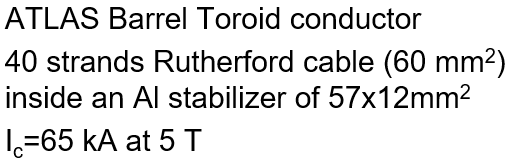 ATLAS Barrel Toroid conductor
40 strands Rutherford cable (60 mm²)
inside an Al stabilizer of 57x12mm²
I꜀=65 kA at 5 T